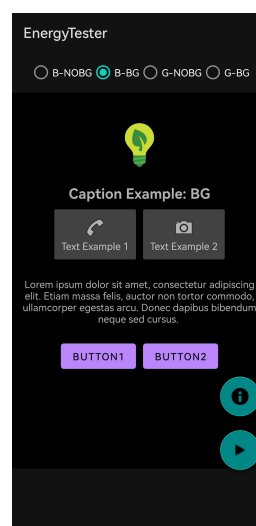 EnergyTester
B-NOBG B-BG G-NOBG G-BG
Caption Example: BG
Text Example 1 Text Example 2
Lorem ipsum dolor sit amet, consectetur adipiscing
elit. Etiam massa felis, auctor non tortor commodo,
ullamcorper egestas arcu. Donec dapibus bibendum
neque sed cursus.
BUTTON1 BUTTON2